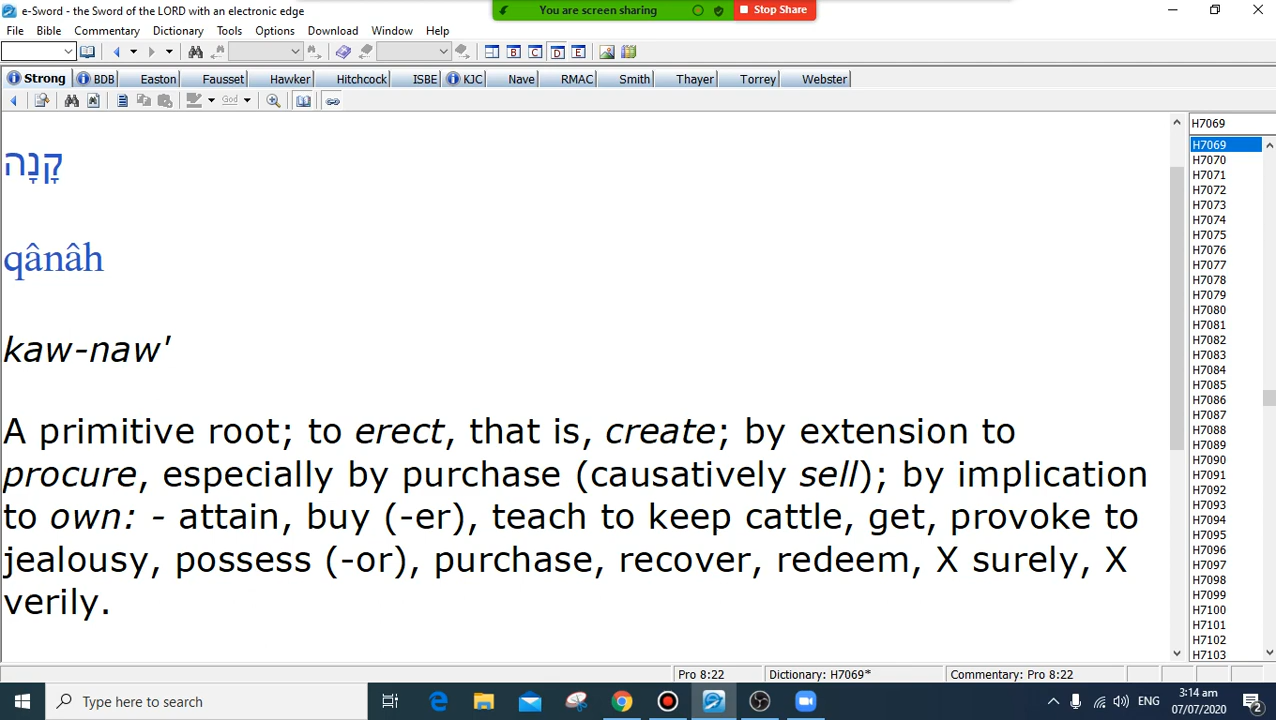 e-Sword - the Sword of the LORD with an electronic edge
You are screen sharing
Stop Share
File Bible Commentary Dictionary Tools Options Download Window Help
B C D E
Strong BDB Easton Fausset Hawker Hitchcock ISBE KJC Nave RMAC Smith Thayer Torrey Webster
God
H7069
קָנָה
qânâh
kaw-naw'
A primitive root; to erect, that is, create; by extension to
procure, especially by purchase (causatively sell); by implication
to own: - attain, buy (-er), teach to keep cattle, get, provoke to
jealousy, possess (-or), purchase, recover, redeem, X surely, X
verily.
H7069
H7070
H7071
H7072
H7073
H7074
H7075
H7076
H7077
H7078
H7079
H7080
H7081
H7082
H7083
H7084
H7085
H7086
H7087
H7088
H7089
H7090
H7091
H7092
H7093
H7094
H7095
H7096
H7097
H7098
H7099
H7100
H7101
H7102
H7103
Pro 8:22 Dictionary: H7069* Commentary: Pro 8:22
Type here to search
ENG
3:14 am
07/07/2020
2